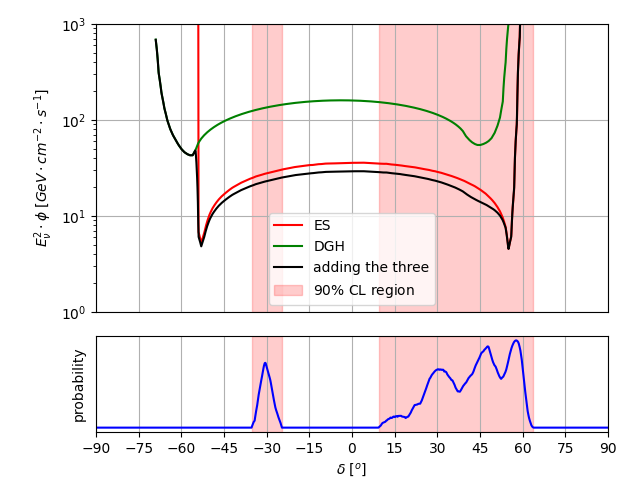 10³
10²
10¹
10⁰
E²ᵥ · ϕ [GeV · cm⁻² · s⁻¹]
ES
DGH
adding the three
90% CL region
probability
−90 −75 −60 −45 −30 −15 0 15 30 45 60 75 90
δ [°]